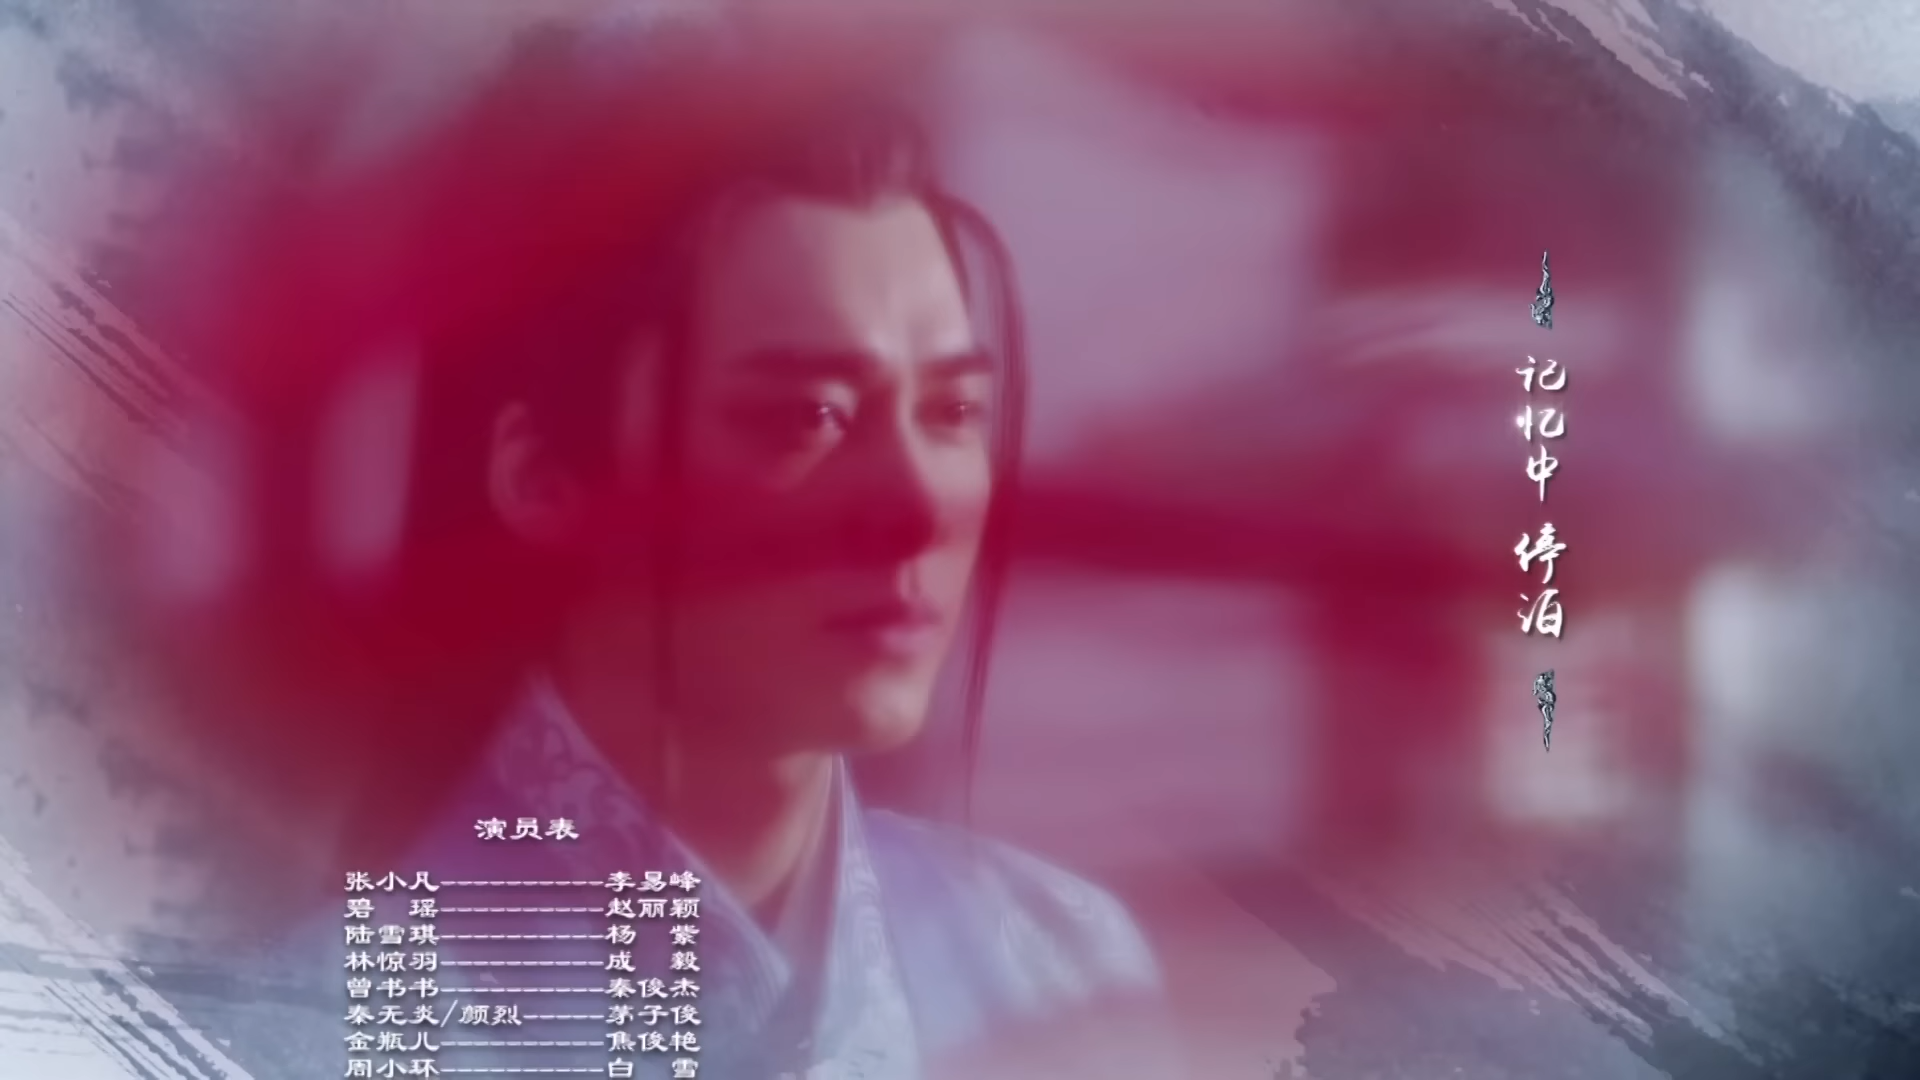 记忆中 停泊
演员表
张小凡----------李易峰
碧　瑶----------赵丽颖
陆雪琪----------杨　紫
林惊羽----------成　毅
曾书书----------秦俊杰
秦无炎/颜烈-----茅子俊
金瓶儿----------焦俊艳
周小环----------白　雪